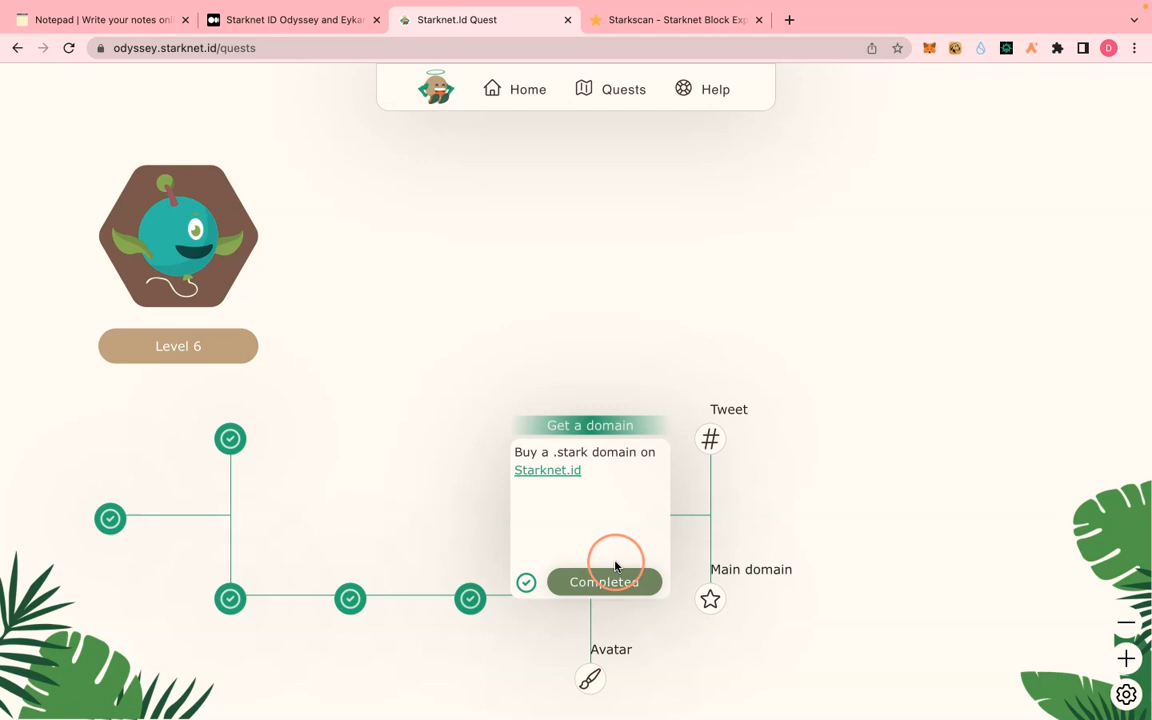 Notepad | Write your notes onl
Starknet ID Odyssey and Eykar
Starknet.Id Quest
Starkscan - Starknet Block Exp
odyssey.starknet.id/quests
D
Home
Quests
Help
Level 6
Tweet
Get a domain
Buy a .stark domain on
Starknet.id
Main domain
Completed
Avatar